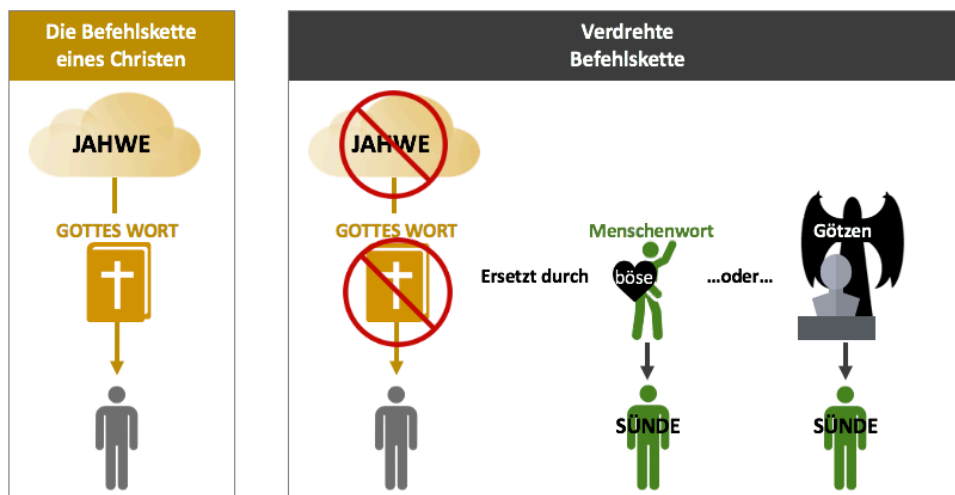 Die Befehlskette
eines Christen
JAHWE
GOTTES WORT
Verdrehte
Befehlskette
JAHWE
GOTTES WORT
Ersetzt durch
Menschenwort
böse
...oder...
Götzen
SÜNDE
SÜNDE